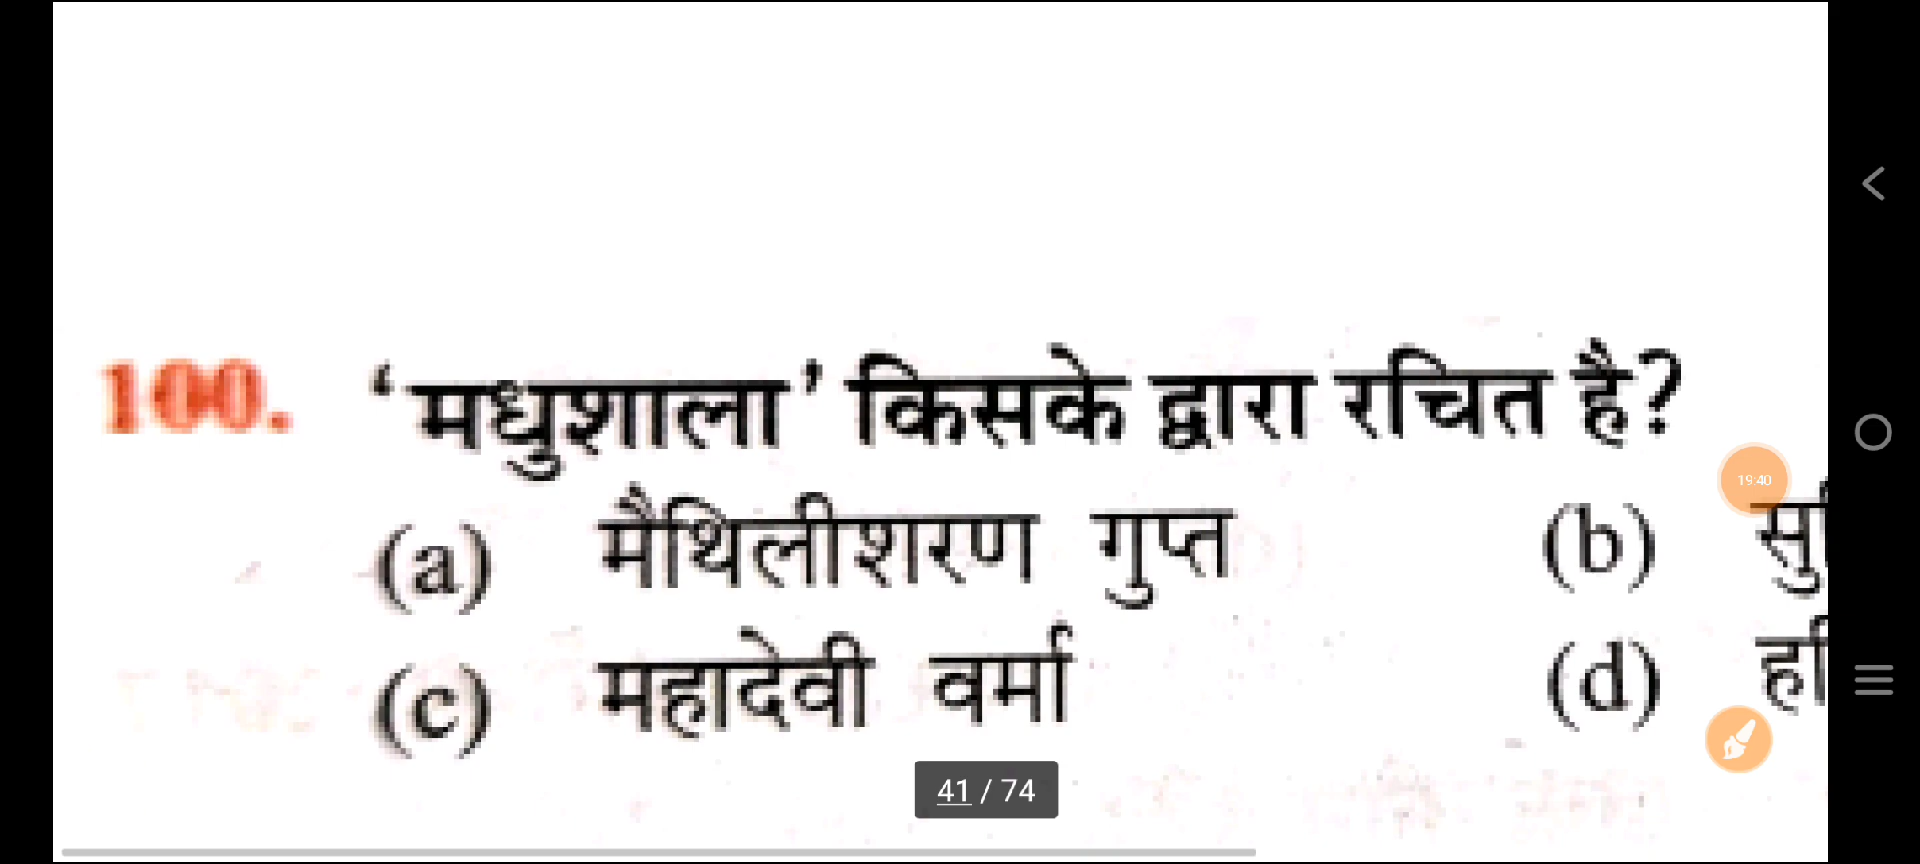 100. ‘मधुशाला’ किसके द्वारा रचित है?
19:40
(a) मैथिलीशरण गुप्त (b)
(c) महादेवी वर्मा (d)
41 / 74